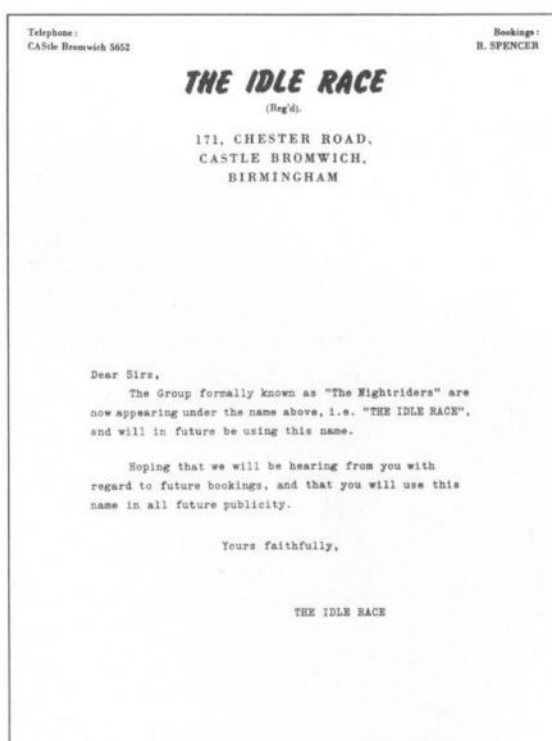 Telephone :
CAStle Bromwich 5652
Bookings :
R. SPENCER
THE IDLE RACE
(Reg'd).
171, CHESTER ROAD,
CASTLE BROMWICH,
BIRMINGHAM
Dear Sirs,
The Group formally known as "The Nightriders" are
now appearing under the name above, i.e. "THE IDLE RACE",
and will in future be using this name.
Hoping that we will be hearing from you with
regard to future bookings, and that you will use this
name in all future publicity.
Yours faithfully,
THE IDLE RACE